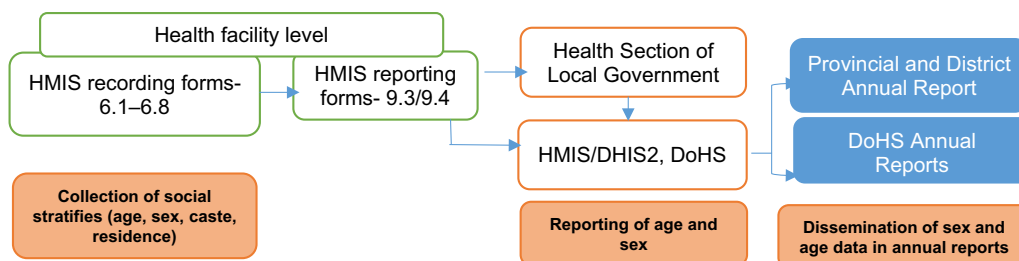 Health facility level
HMIS recording forms-
6.1–6.8
HMIS reporting
forms- 9.3/9.4
Health Section of
Local Government
HMIS/DHIS2, DoHS
Provincial and District
Annual Report
DoHS Annual
Reports
Collection of social
stratifies (age, sex, caste,
residence)
Reporting of age and
sex
Dissemination of sex and
age data in annual reports